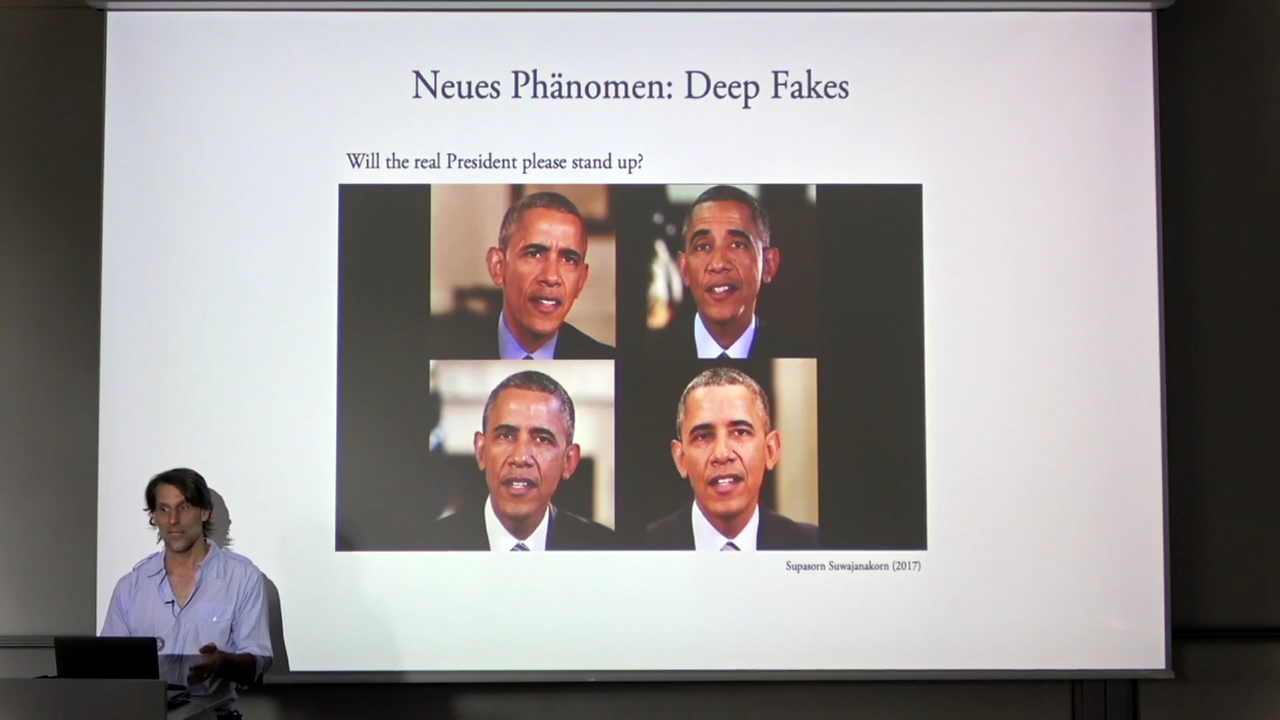 Neues Phänomen: Deep Fakes
Will the real President please stand up?
Supasorn Suwajanakorn (2017)